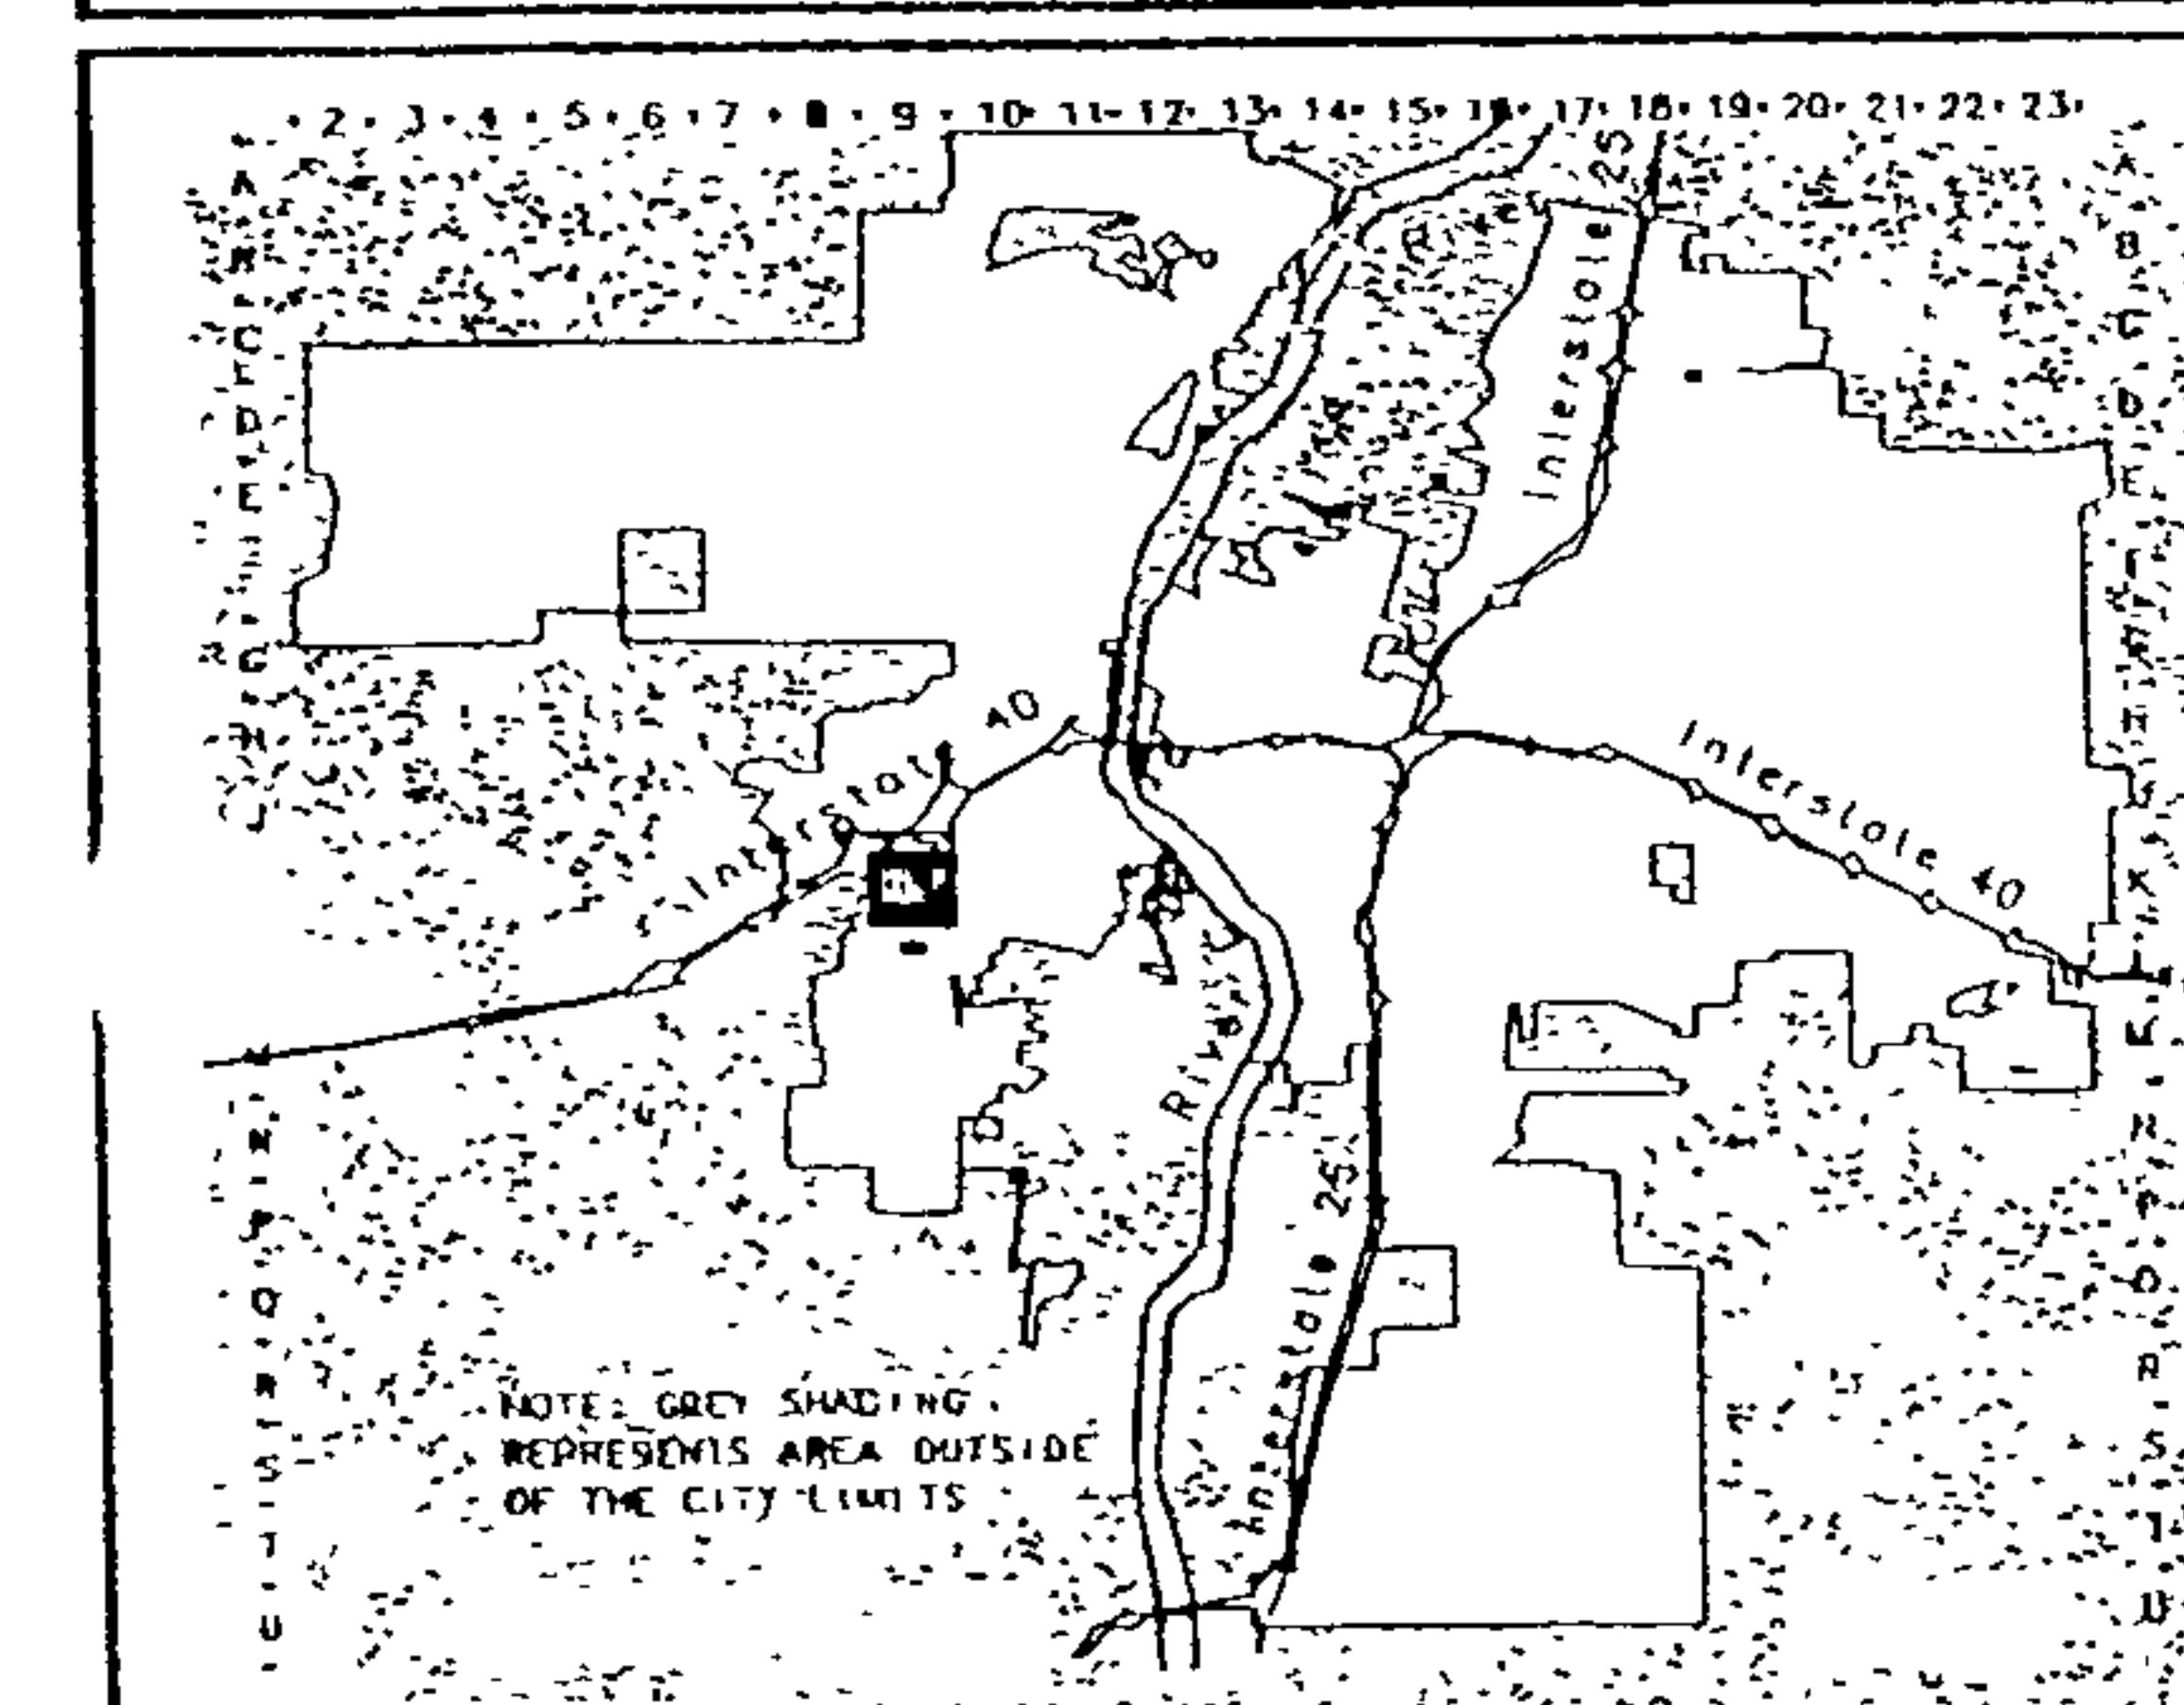 2 3 4 5 6 7 8 9 10 11 12 13 14 15 16 17 18 19 20 21 22 23
A
B
C
D
E
G
H
J
N
P
Q
R
S
T
U
A
B
C
D
E
H
J
K
L
N
P
Q
R
S
T
U
River
Interstate 25
Interstate 40
Interstate 40
River
Interstate 25
NOTE: GREY SHADING
REPRESENTS AREA OUTSIDE
OF THE CITY LIMITS